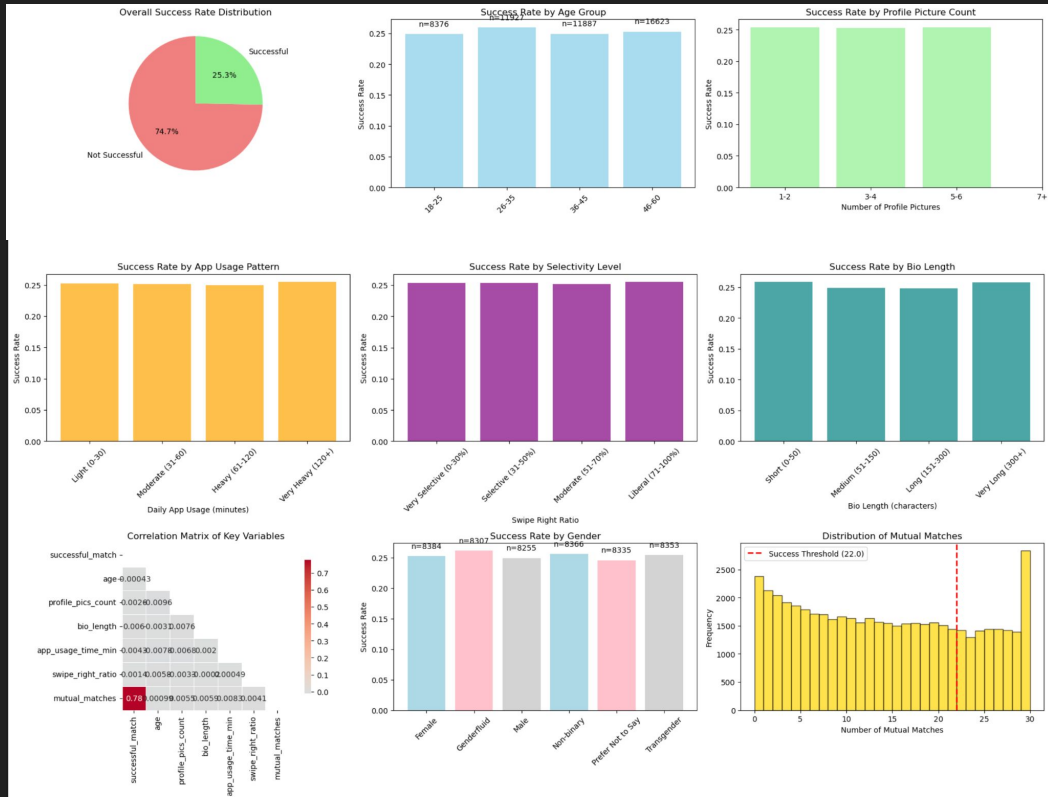 Overall Success Rate Distribution
Successful
25.3%
74.7%
Not Successful
Success Rate by Age Group
n=8376
n=11927
n=11887
n=16623
Success Rate
0.25
0.20
0.15
0.10
0.05
0.00
18-25
26-35
36-45
46-60
Success Rate by Profile Picture Count
Success Rate
0.25
0.20
0.15
0.10
0.05
0.00
1-2
3-4
5-6
7+
Number of Profile Pictures
Success Rate by App Usage Pattern
Success Rate
0.25
0.20
0.15
0.10
0.05
0.00
Light (0-30)
Moderate (31-60)
Heavy (61-120)
Very Heavy (120+)
Daily App Usage (minutes)
Success Rate by Selectivity Level
Success Rate
0.25
0.20
0.15
0.10
0.05
0.00
Very Selective (0-30%)
Selective (31-50%)
Moderate (51-70%)
Liberal (71-100%)
Swipe Right Ratio
Success Rate by Bio Length
Success Rate
0.25
0.20
0.15
0.10
0.05
0.00
Short (0-50)
Medium (51-150)
Long (151-300)
Very Long (300+)
Bio Length (characters)
Correlation Matrix of Key Variables
successful_match
age
profile_pics_count
bio_length
app_usage_time_min
swipe_right_ratio
mutual_matches
0.78
successful_match
age
profile_pics_count
bio_length
app_usage_time_min
swipe_right_ratio
mutual_matches
0.7
0.6
0.5
0.4
0.3
0.2
0.1
0.0
Success Rate by Gender
n=8384
n=8307
n=8255
n=8366
n=8335
n=8353
Success Rate
0.25
0.20
0.15
0.10
0.05
0.00
Female
Genderfluid
Male
Non-binary
Prefer Not to Say
Transgender
Distribution of Mutual Matches
Success Threshold (22.0)
Frequency
2500
2000
1500
1000
500
0
0
5
10
15
20
25
30
Number of Mutual Matches